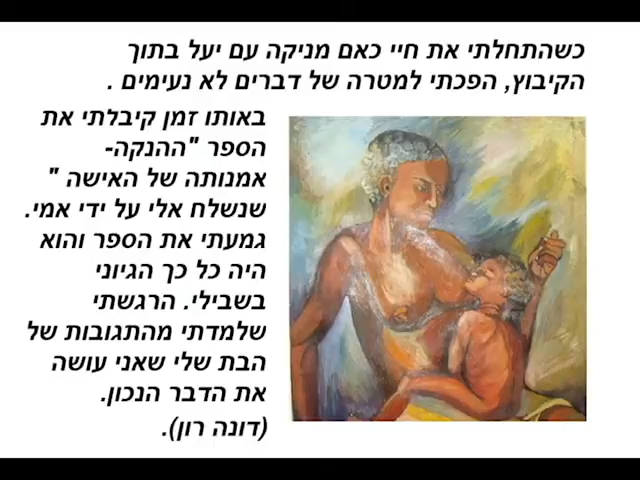 כשהתחלתי את חיי כאם מניקה עם יעל בתוך
הקיבוץ, הפכתי למטרה של דברים לא נעימים .
באותו זמן קיבלתי את
הספר "ההנקה-
אמנותה של האישה "
שנשלח אלי על ידי אמי.
גמעתי את הספר והוא
היה כל כך הגיוני
בשבילי. הרגשתי
שלמדתי מהתגובות של
הבת שלי שאני עושה
את הדבר הנכון.
(דונה רון).